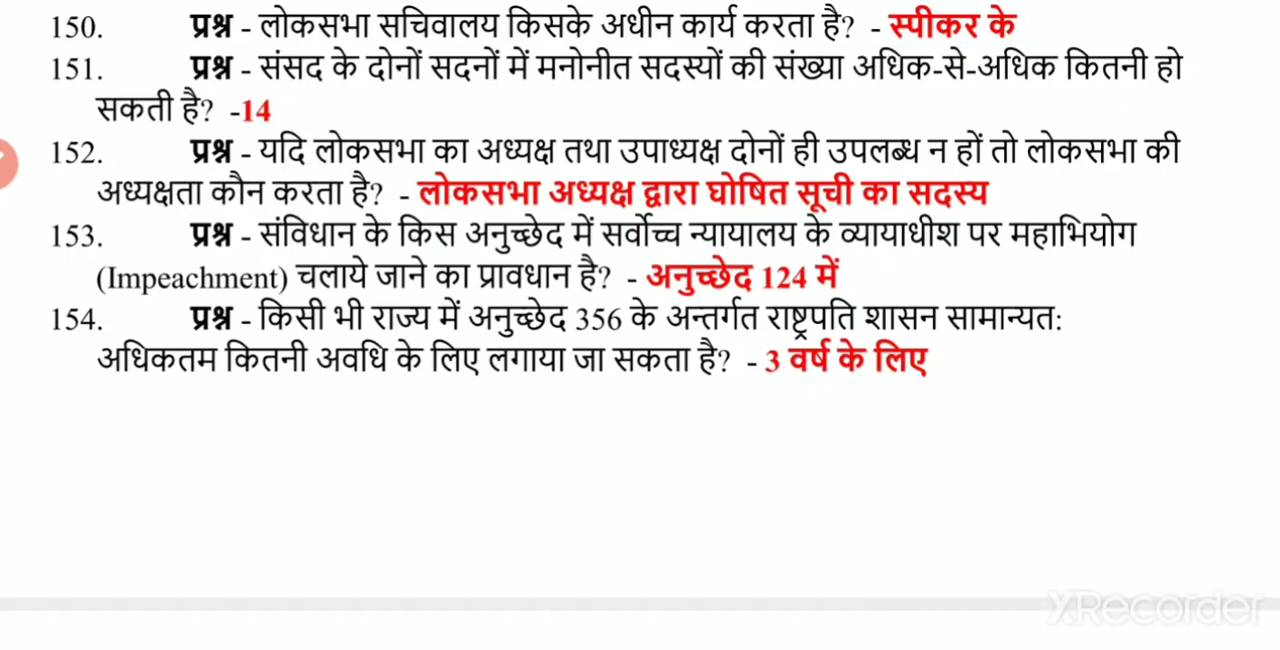 150. प्रश्न - लोकसभा सचिवालय किसके अधीन कार्य करता है? - स्पीकर के
151. प्रश्न - संसद के दोनों सदनों में मनोनीत सदस्यों की संख्या अधिक-से-अधिक कितनी हो
सकती है? -14
152. प्रश्न - यदि लोकसभा का अध्यक्ष तथा उपाध्यक्ष दोनों ही उपलब्ध न हों तो लोकसभा की
अध्यक्षता कौन करता है? - लोकसभा अध्यक्ष द्वारा घोषित सूची का सदस्य
153. प्रश्न - संविधान के किस अनुच्छेद में सर्वोच्च न्यायालय के व्यायाधीश पर महाभियोग
(Impeachment) चलाये जाने का प्रावधान है? - अनुच्छेद 124 में
154. प्रश्न - किसी भी राज्य में अनुच्छेद 356 के अन्तर्गत राष्ट्रपति शासन सामान्यत:
अधिकतम कितनी अवधि के लिए लगाया जा सकता है? - 3 वर्ष के लिए
XRecorder